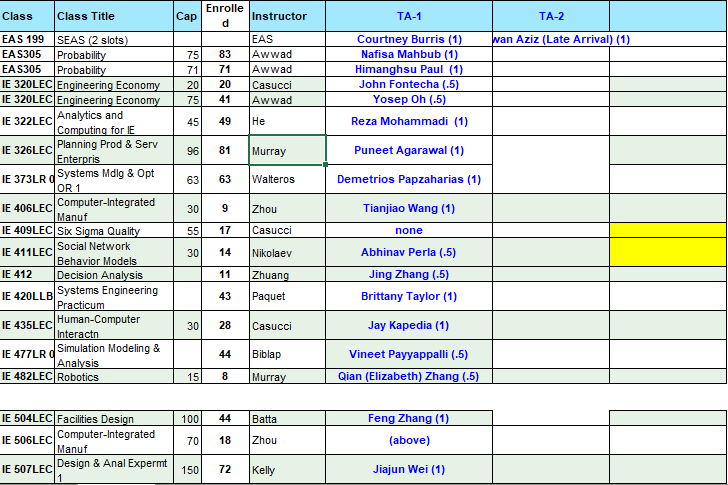 Class Class Title Cap Enrolle d Instructor TA-1 TA-2
EAS 199 SEAS (2 slots) EAS Courtney Burris (1) wan Aziz (Late Arrival) (1)
EAS305 Probability 75 83 Awwad Nafisa Mahbub (1)
EAS305 Probability 71 71 Awwad Himanghsu Paul (1)
IE 320LEC Engineering Economy 20 20 Casucci John Fontecha (.5)
IE 320LEC Engineering Economy 75 41 Awwad Yosep Oh (.5)
IE 322LEC Analytics and Computing for IE 45 49 He Reza Mohammadi (1)
IE 326LEC Planning Prod & Serv Enterpris 96 81 Murray Puneet Agarawal (1)
IE 373LR 0 Systems Mdlg & Opt OR 1 63 63 Walteros Demetrios Papzaharias (1)
IE 406LEC Computer-Integrated Manuf 30 9 Zhou Tianjiao Wang (1)
IE 409LEC Six Sigma Quality 55 17 Casucci none
IE 411LEC Social Network Behavior Models 30 14 Nikolaev Abhinav Perla (.5)
IE 412 Decision Analysis 11 Zhuang Jing Zhang (.5)
IE 420LLB Systems Engineering Practicum 43 Paquet Brittany Taylor (1)
IE 435LEC Human-Computer Interactn 30 28 Casucci Jay Kapedia (1)
IE 477LR 0 Simulation Modeling & Analysis 44 Biblap Vineet Payyappalli (.5)
IE 482LEC Robotics 15 8 Murray Qian (Elizabeth) Zhang (.5)
IE 504LEC Facilities Design 100 44 Batta Feng Zhang (1)
IE 506LEC Computer-Integrated Manuf 70 18 Zhou (above)
IE 507LEC Design & Anal Expermt 1 150 72 Kelly Jiajun Wei (1)